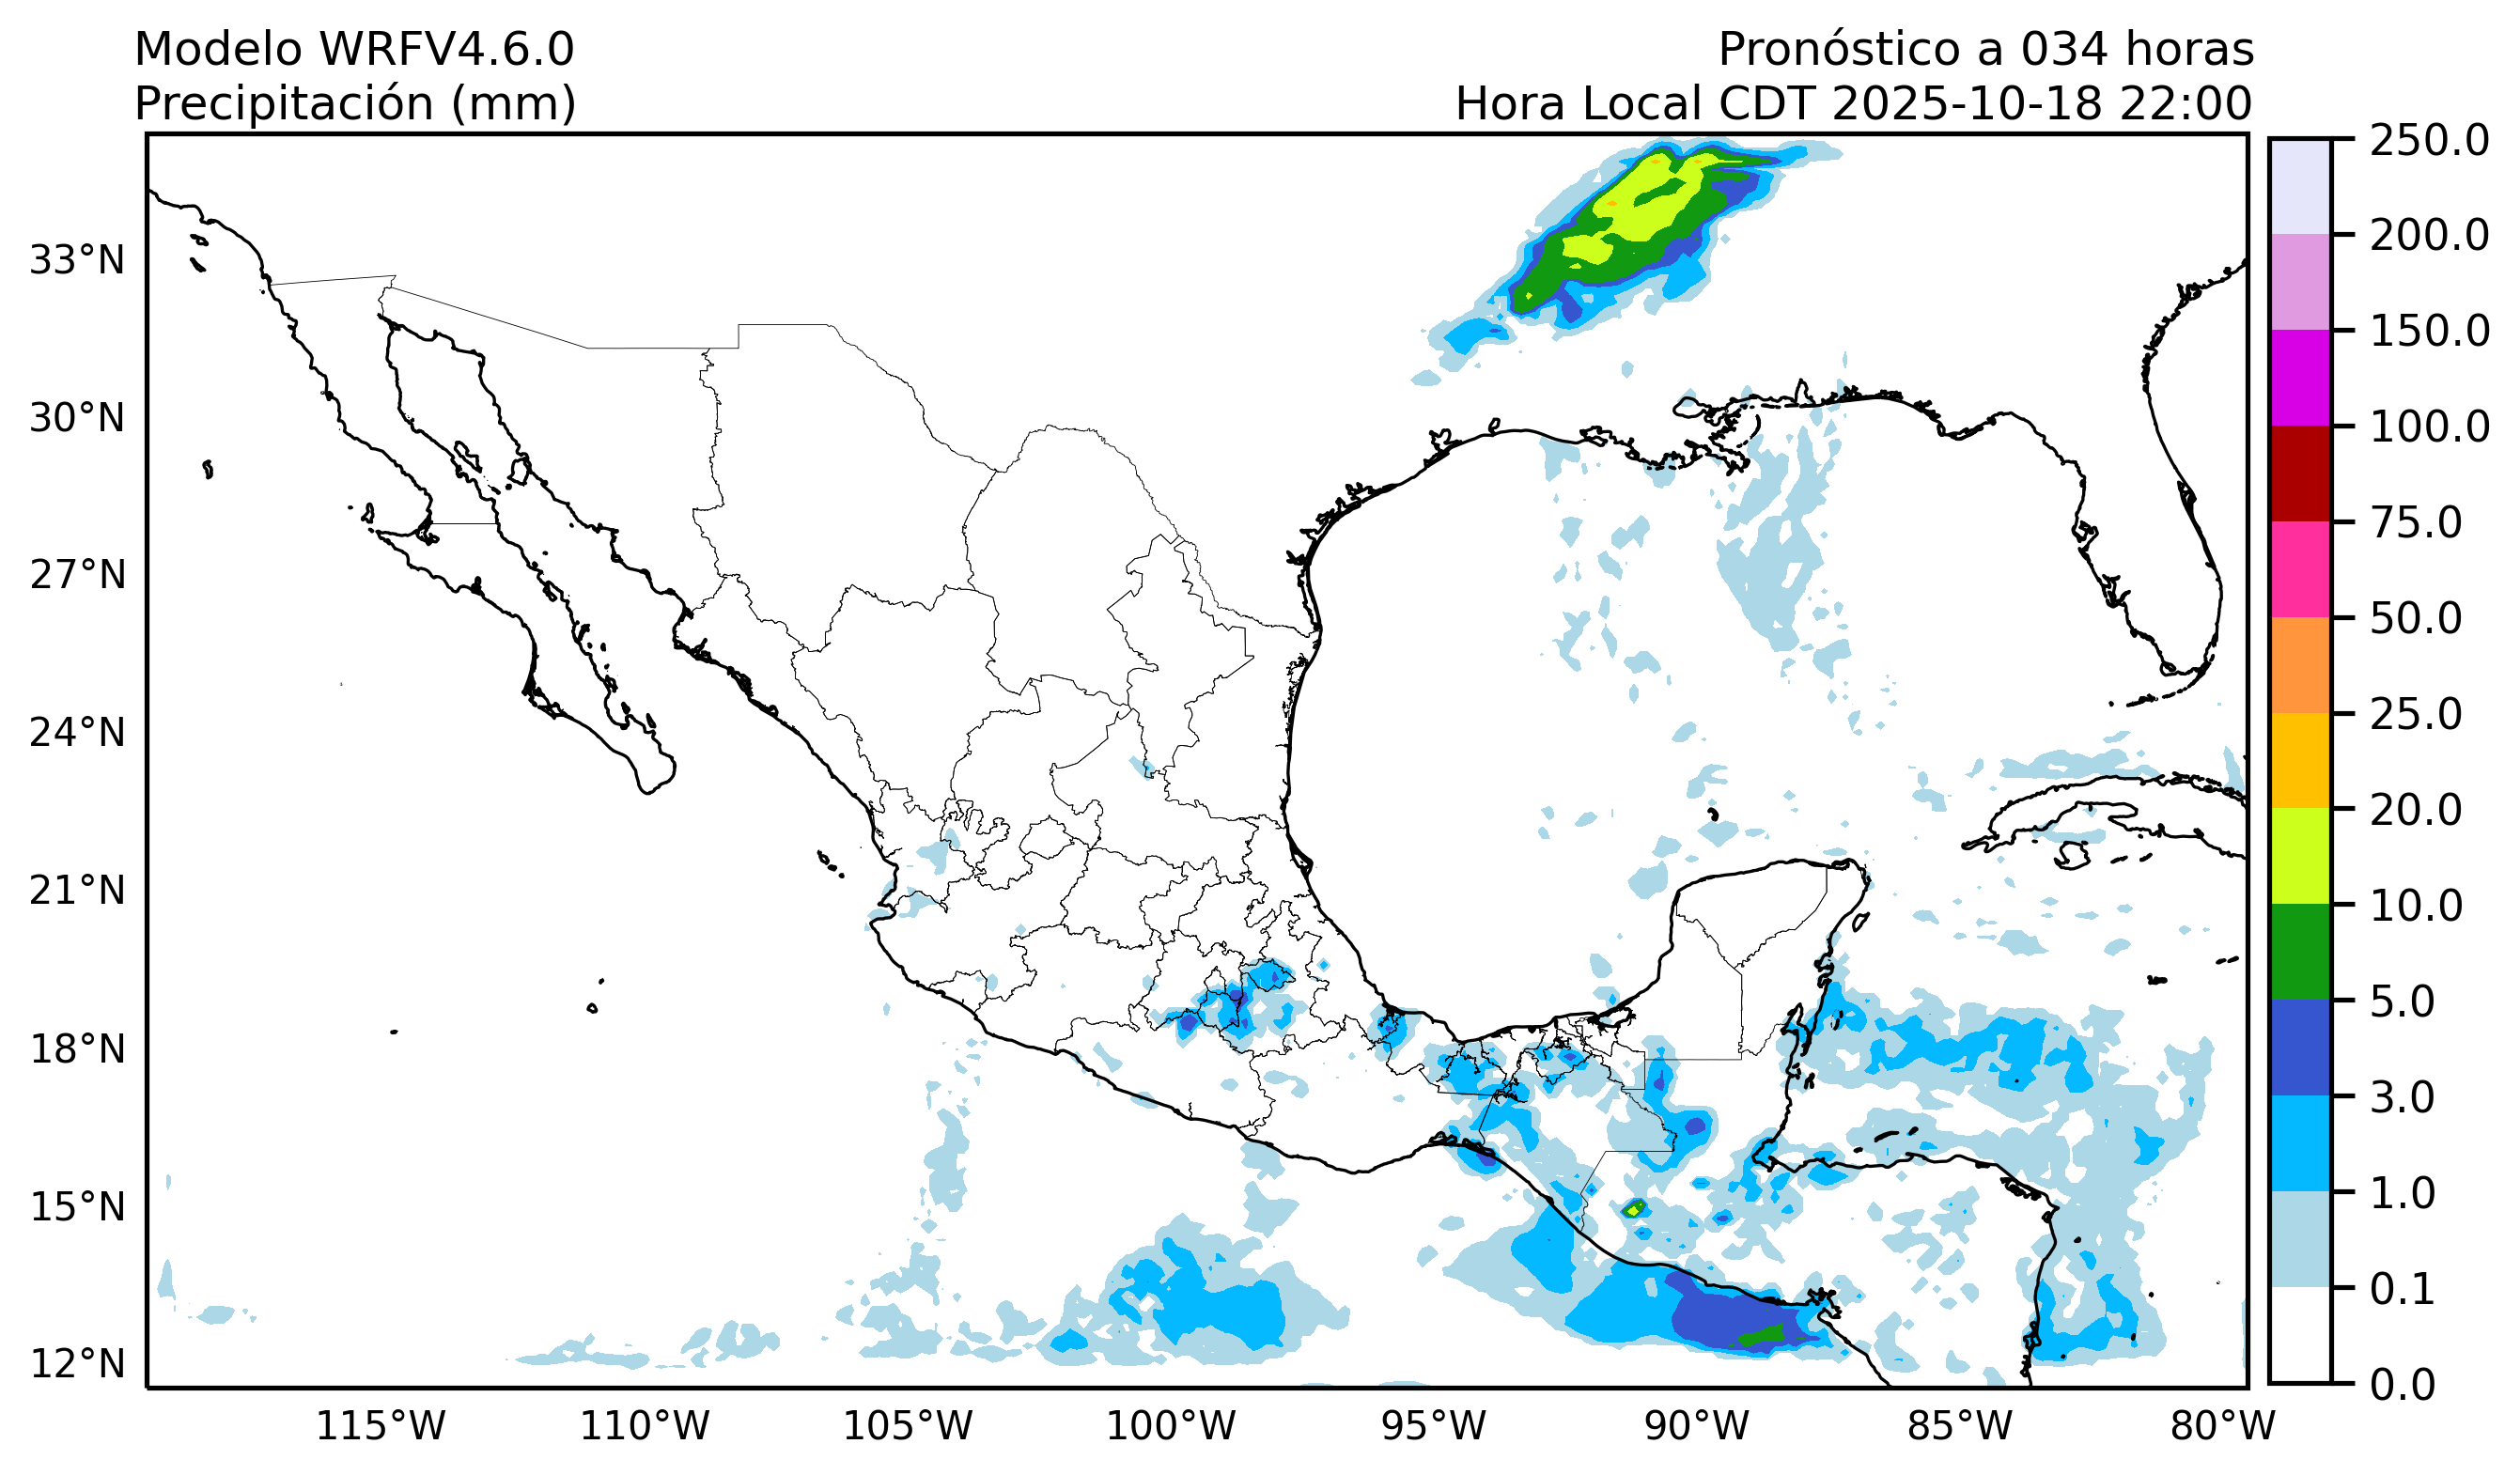 Modelo WRFV4.6.0
Precipitación (mm)
Pronóstico a 034 horas
Hora Local CDT 2025-10-18 22:00
33°N
30°N
27°N
24°N
21°N
18°N
15°N
12°N
115°W
110°W
105°W
100°W
95°W
90°W
85°W
80°W
250.0
200.0
150.0
100.0
75.0
50.0
25.0
20.0
10.0
5.0
3.0
1.0
0.1
0.0